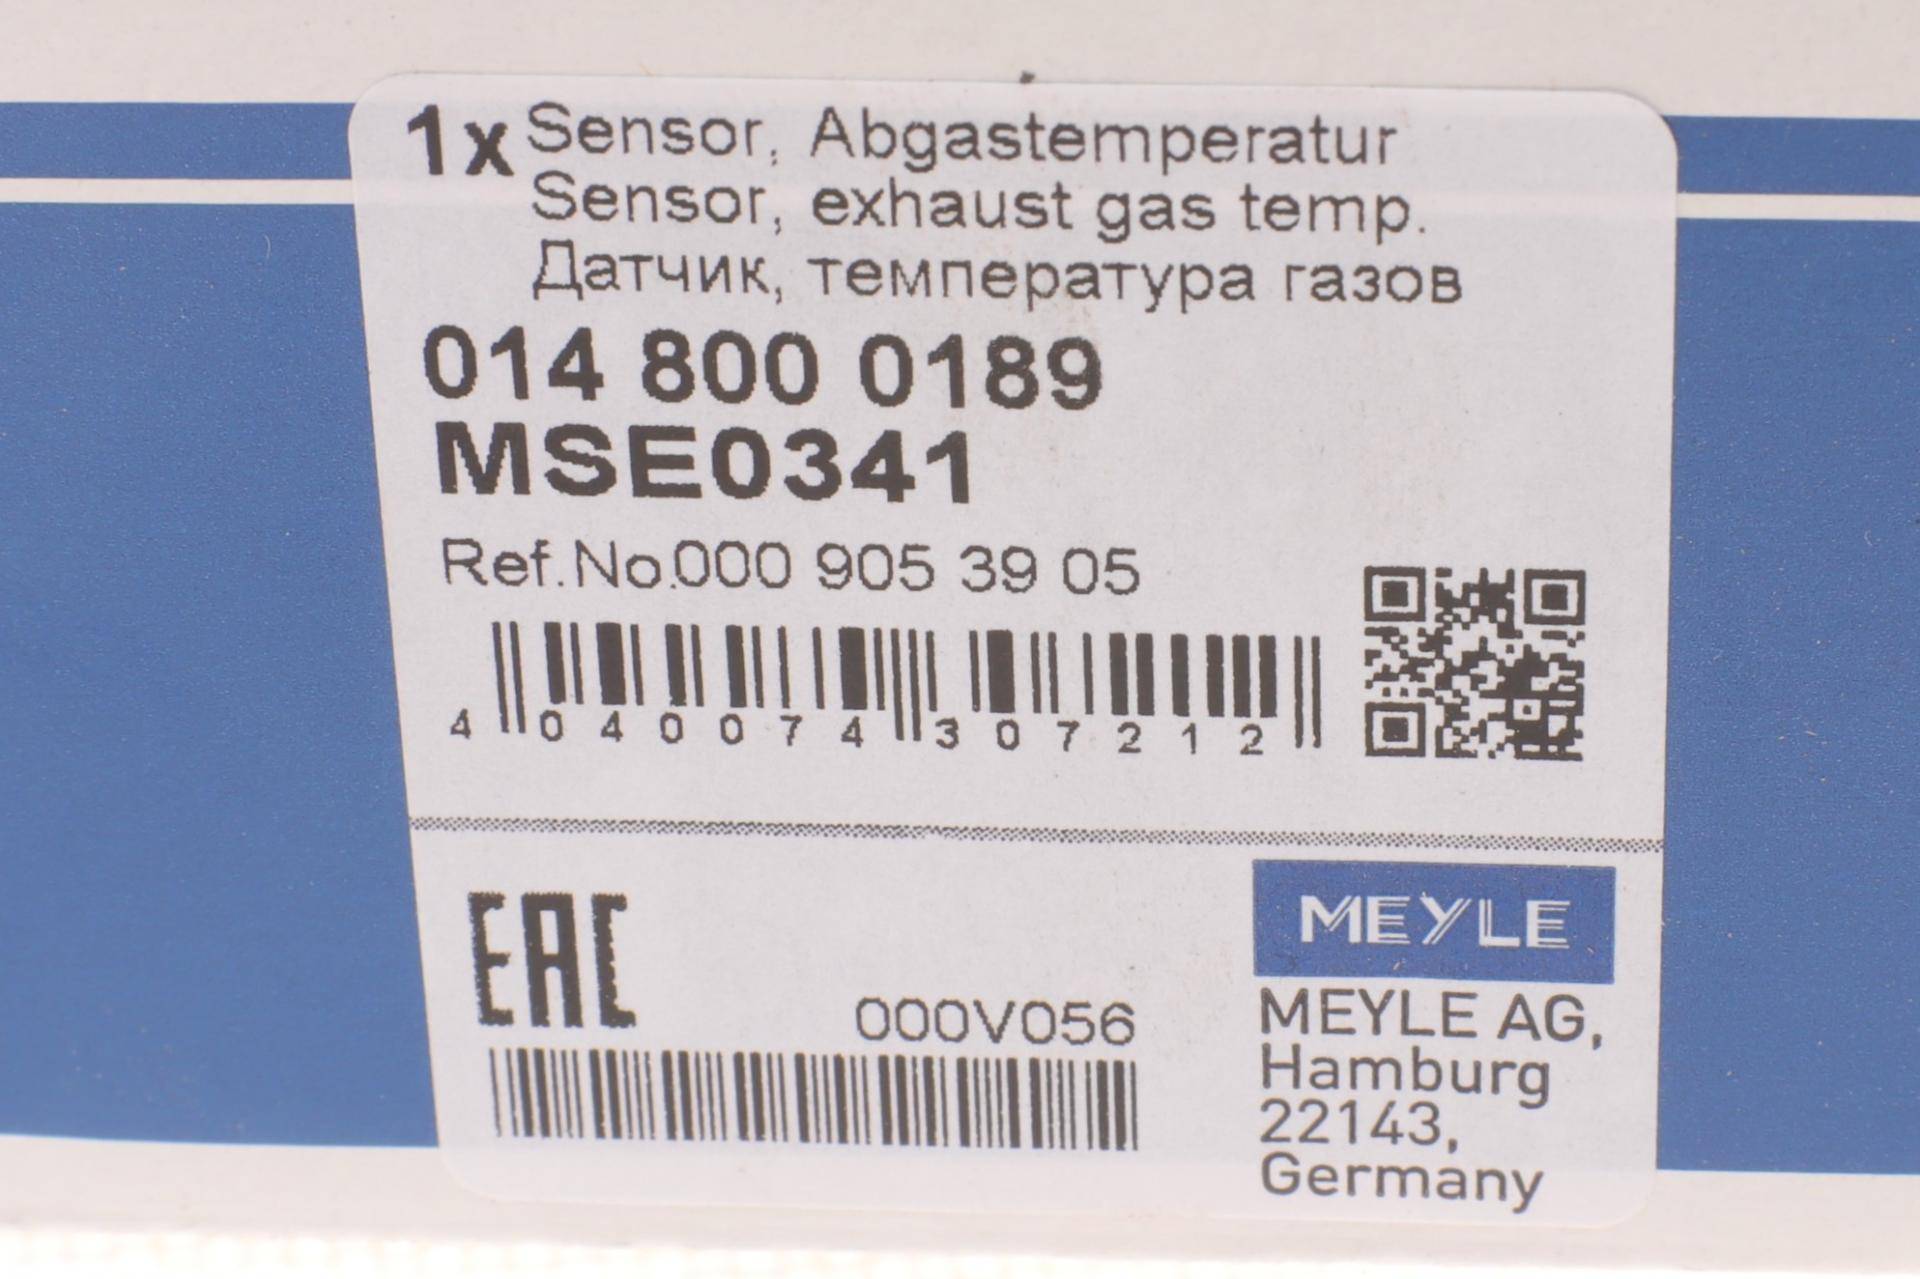 1x Sensor, Abgastemperatur
Sensor, exhaust gas temp.
Датчик, температура газов
014 800 0189
MSE0341
Ref.No.000 905 39 05
4 040074 307212
EAC
000V056
MEYLE
MEYLE AG,
Hamburg
22143,
Germany